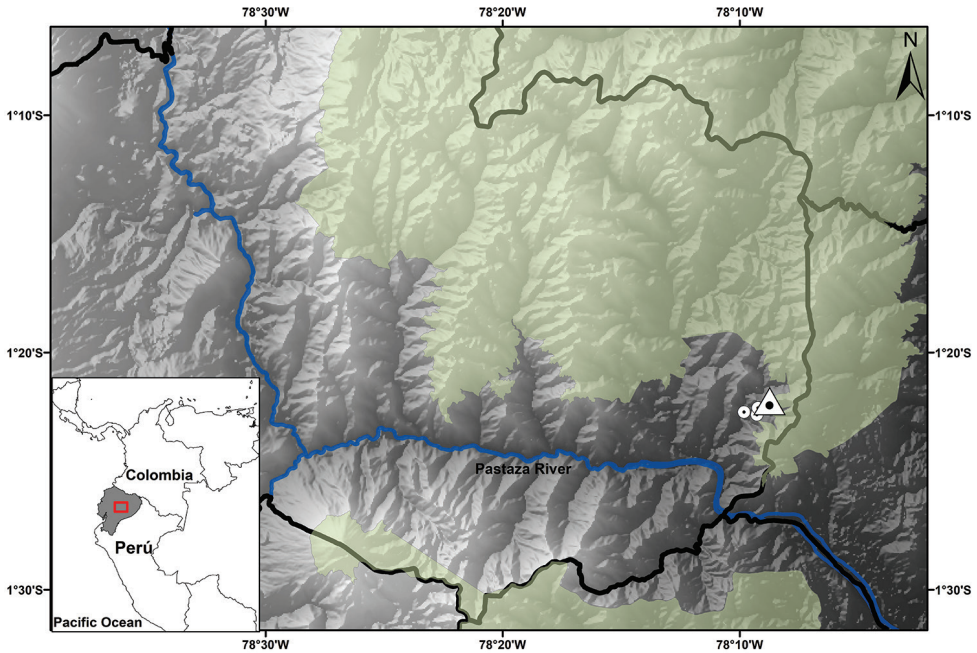 78°30'W 78°20'W 78°10'W
N
1°10'S 1°10'S
1°20'S 1°20'S
Pastaza River
Colombia
Perú
1°30'S 1°30'S
Pacific Ocean
78°30'W 78°20'W 78°10'W